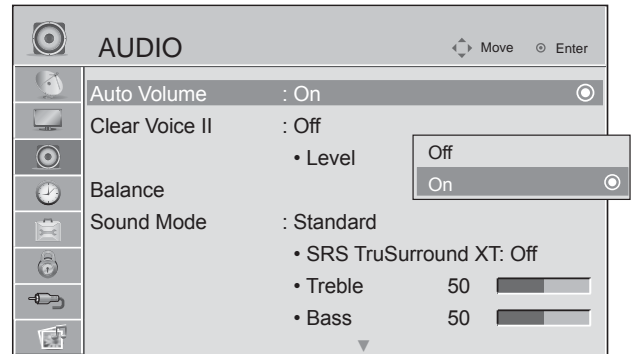 AUDIO
Move
Enter
Auto Volume : On
Clear Voice II : Off
• Level
Off
On
Balance
Sound Mode : Standard
• SRS TruSurround XT: Off
• Treble 50
• Bass 50